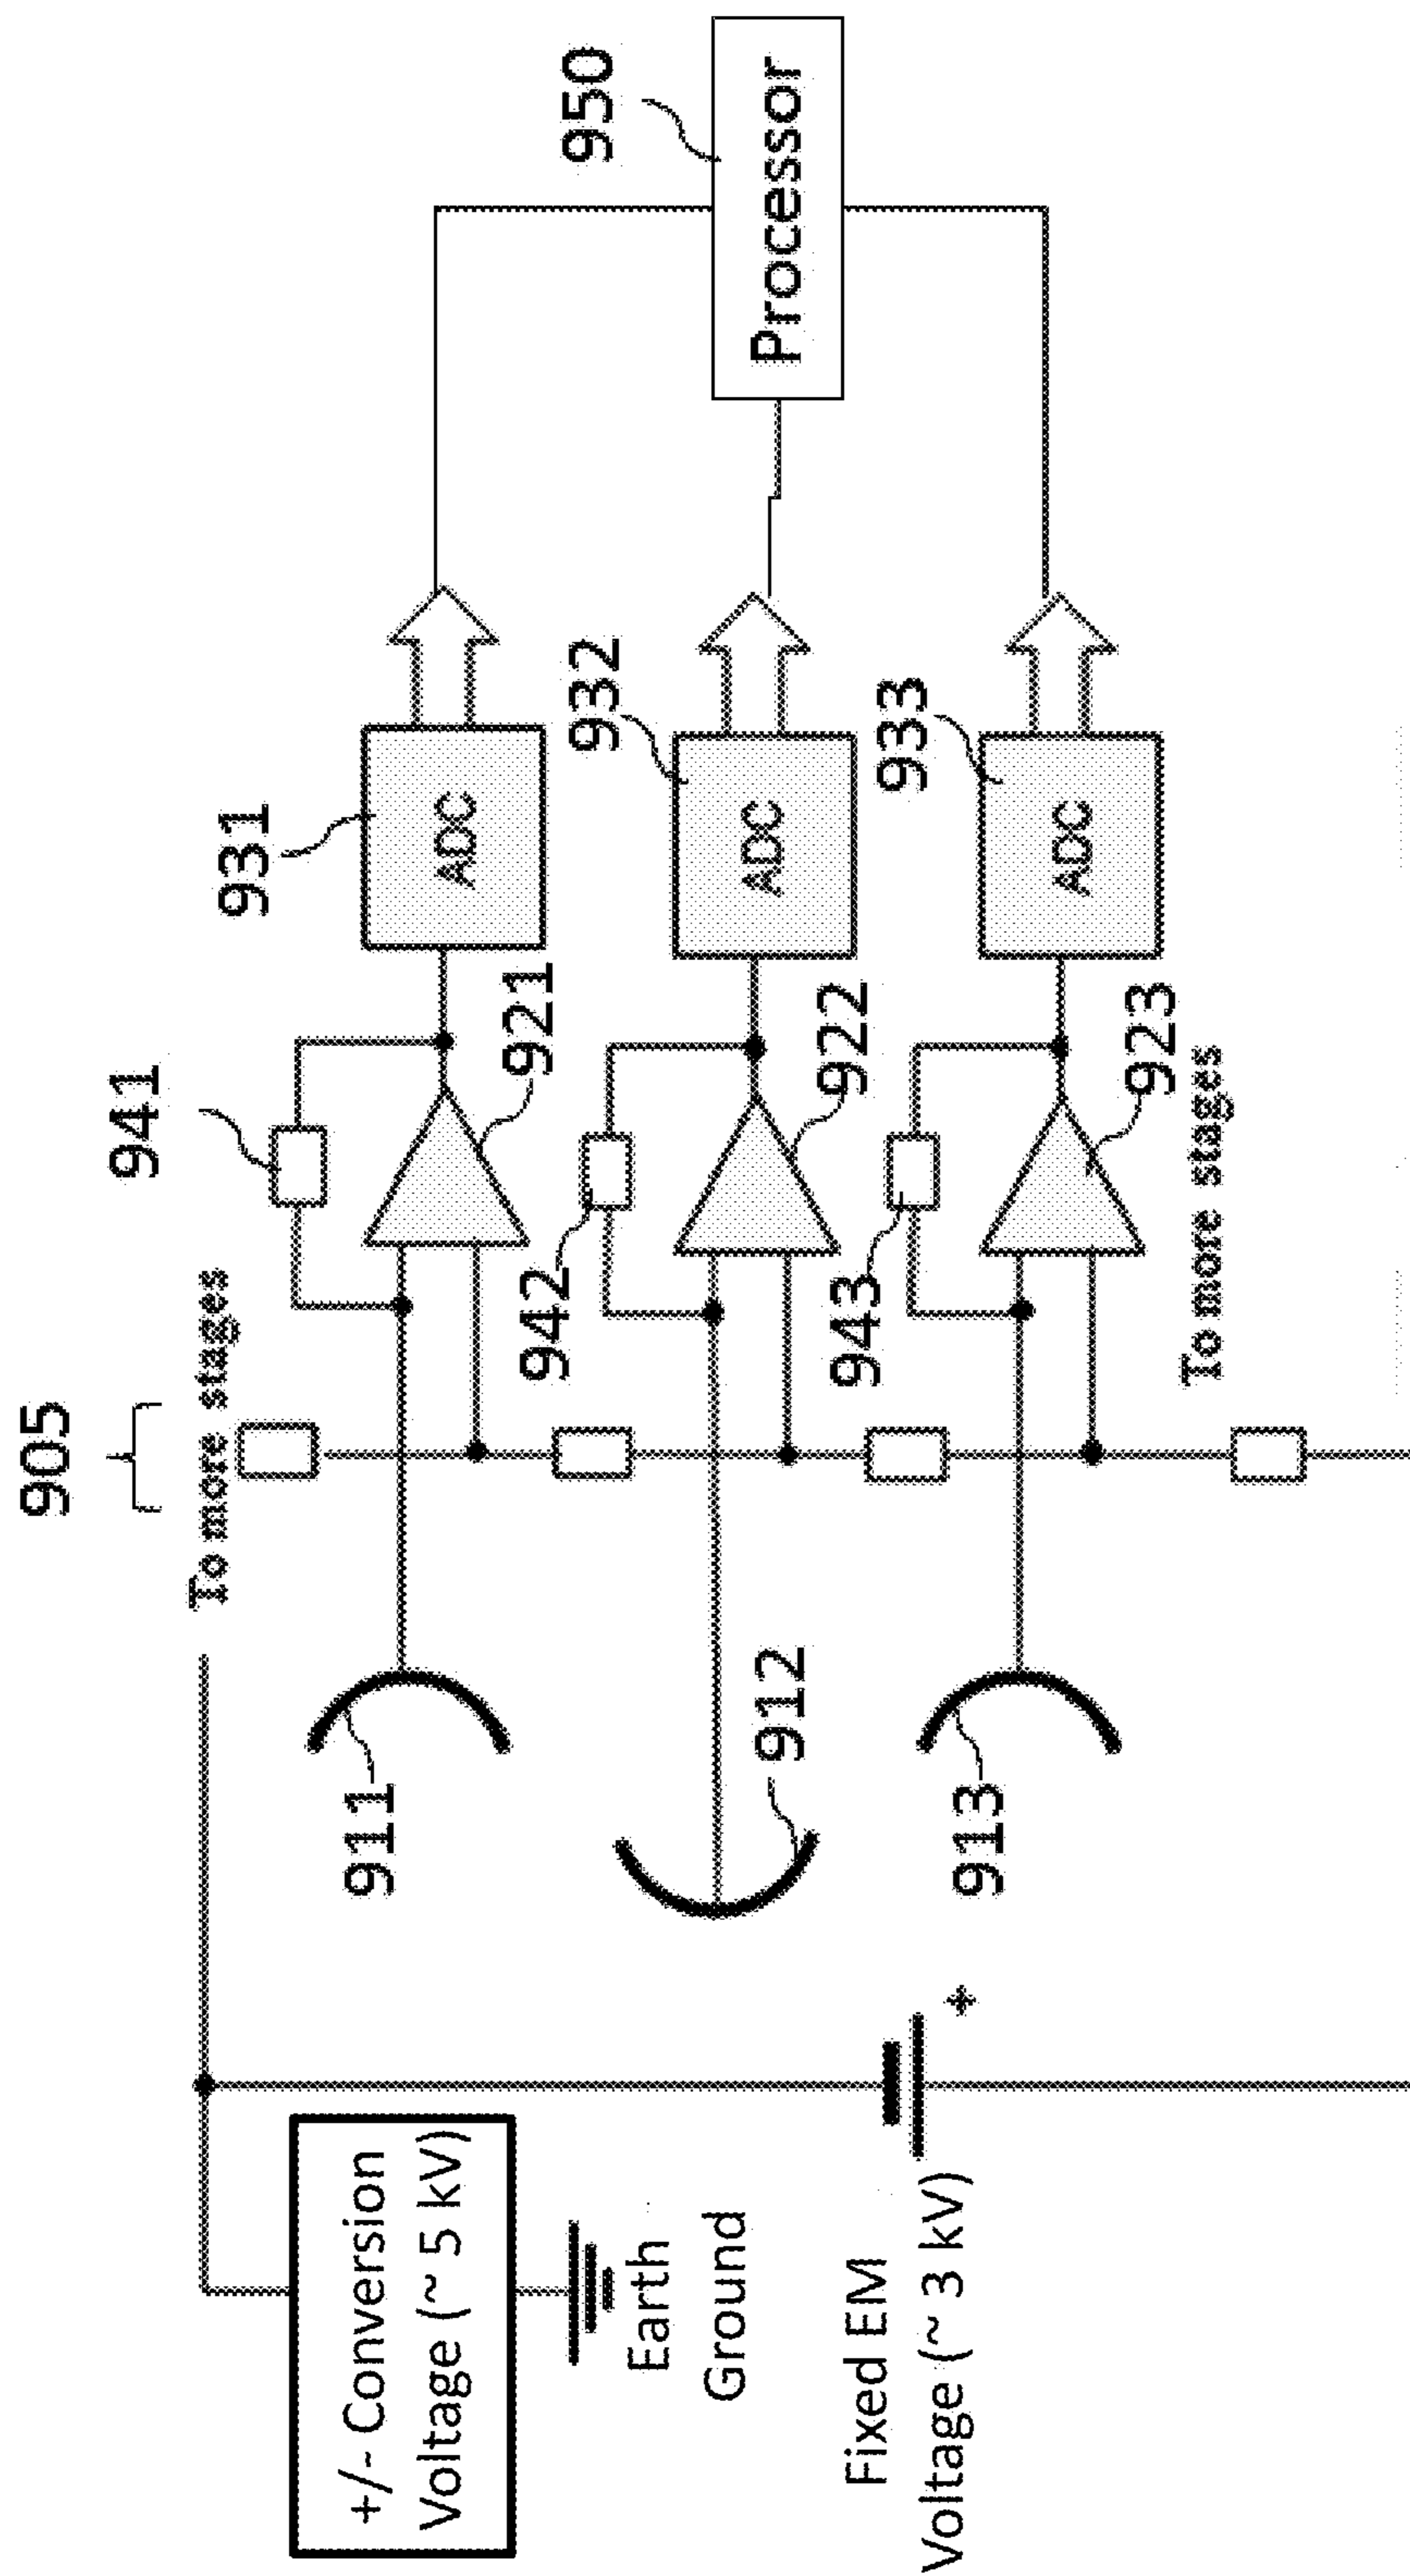 905
941
To more stages
931
+/- Conversion
Voltage (~ 5 kV)
911
ADC
921
942
950
932
Earth
Ground
912
ADC
Processor
922
943
933
Fixed EM
Voltage (~ 3 kV)
+
913
ADC
923
To more stages